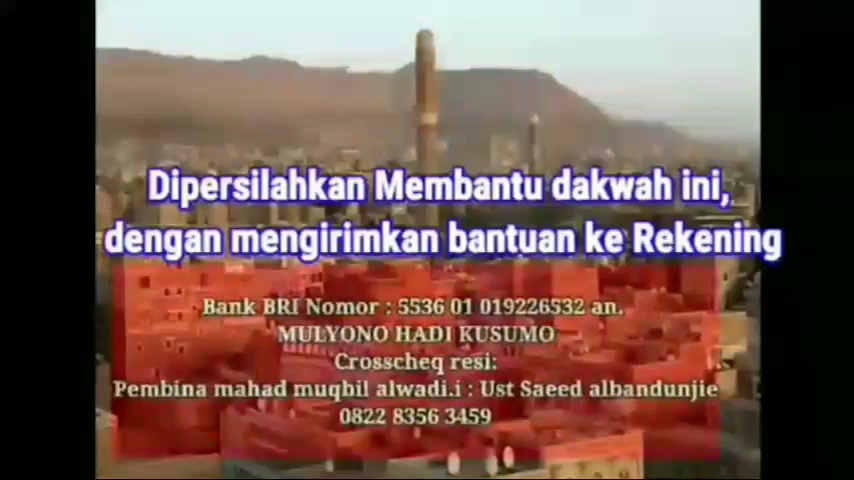 Dipersilahkan Membantu dakwah ini,
dengan mengirimkan bantuan ke Rekening
Bank BRI Nomor : 5536 01 019226532 an.
MULYONO HADI KUSUMO
Crosscheq resi:
Pembina mahad muqbil alwadi.i : Ust Saeed albandunjie
0822 8356 3459